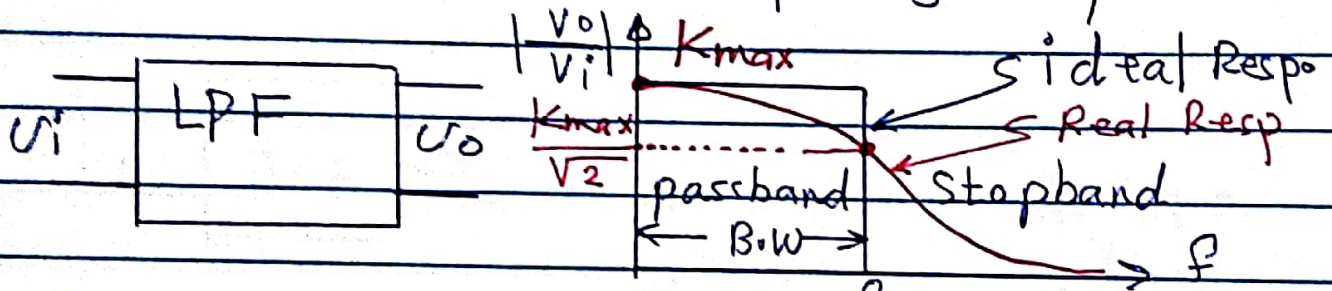 |Vo/Vi| Kmax
LPF
Vi
Vo
ideal Respo
Real Resp
Kmax/√2
passband
Stopband
B.W
f